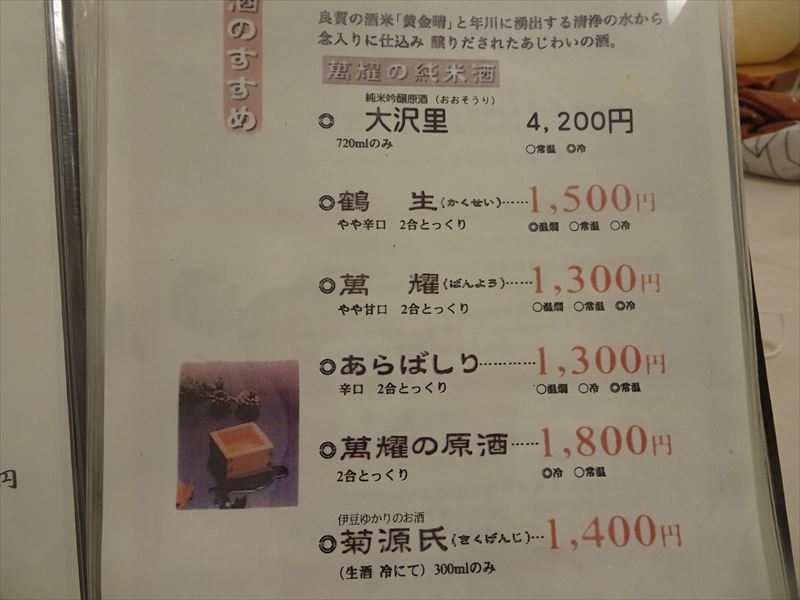 酒のすすめ
良質の酒米「黄金晴」と年川に湧出する清浄の水から
念入りに仕込み 醸りだされたあじわいの酒。
萬耀の純米酒
純米吟醸原酒 (おおそうり)
◎ 大沢里 4,200円
720mlのみ ○常温 ◎冷
◎鶴 生(かくせい)……1,500円
やや辛口 2合とっくり ◎温燗 ○常温 ○冷
◎萬 耀(ばんよう)……1,300円
やや甘口 2合とっくり ○温燗 ○常温 ◎冷
◎あらばしり…………1,300円
辛口 2合とっくり ○温燗 ○冷 ◎常温
◎萬耀の原酒……1,800円
2合とっくり ◎冷 ○常温
伊豆ゆかりのお酒
◎菊源氏(きくげんじ)…1,400円
(生酒 冷にて) 300mlのみ
円